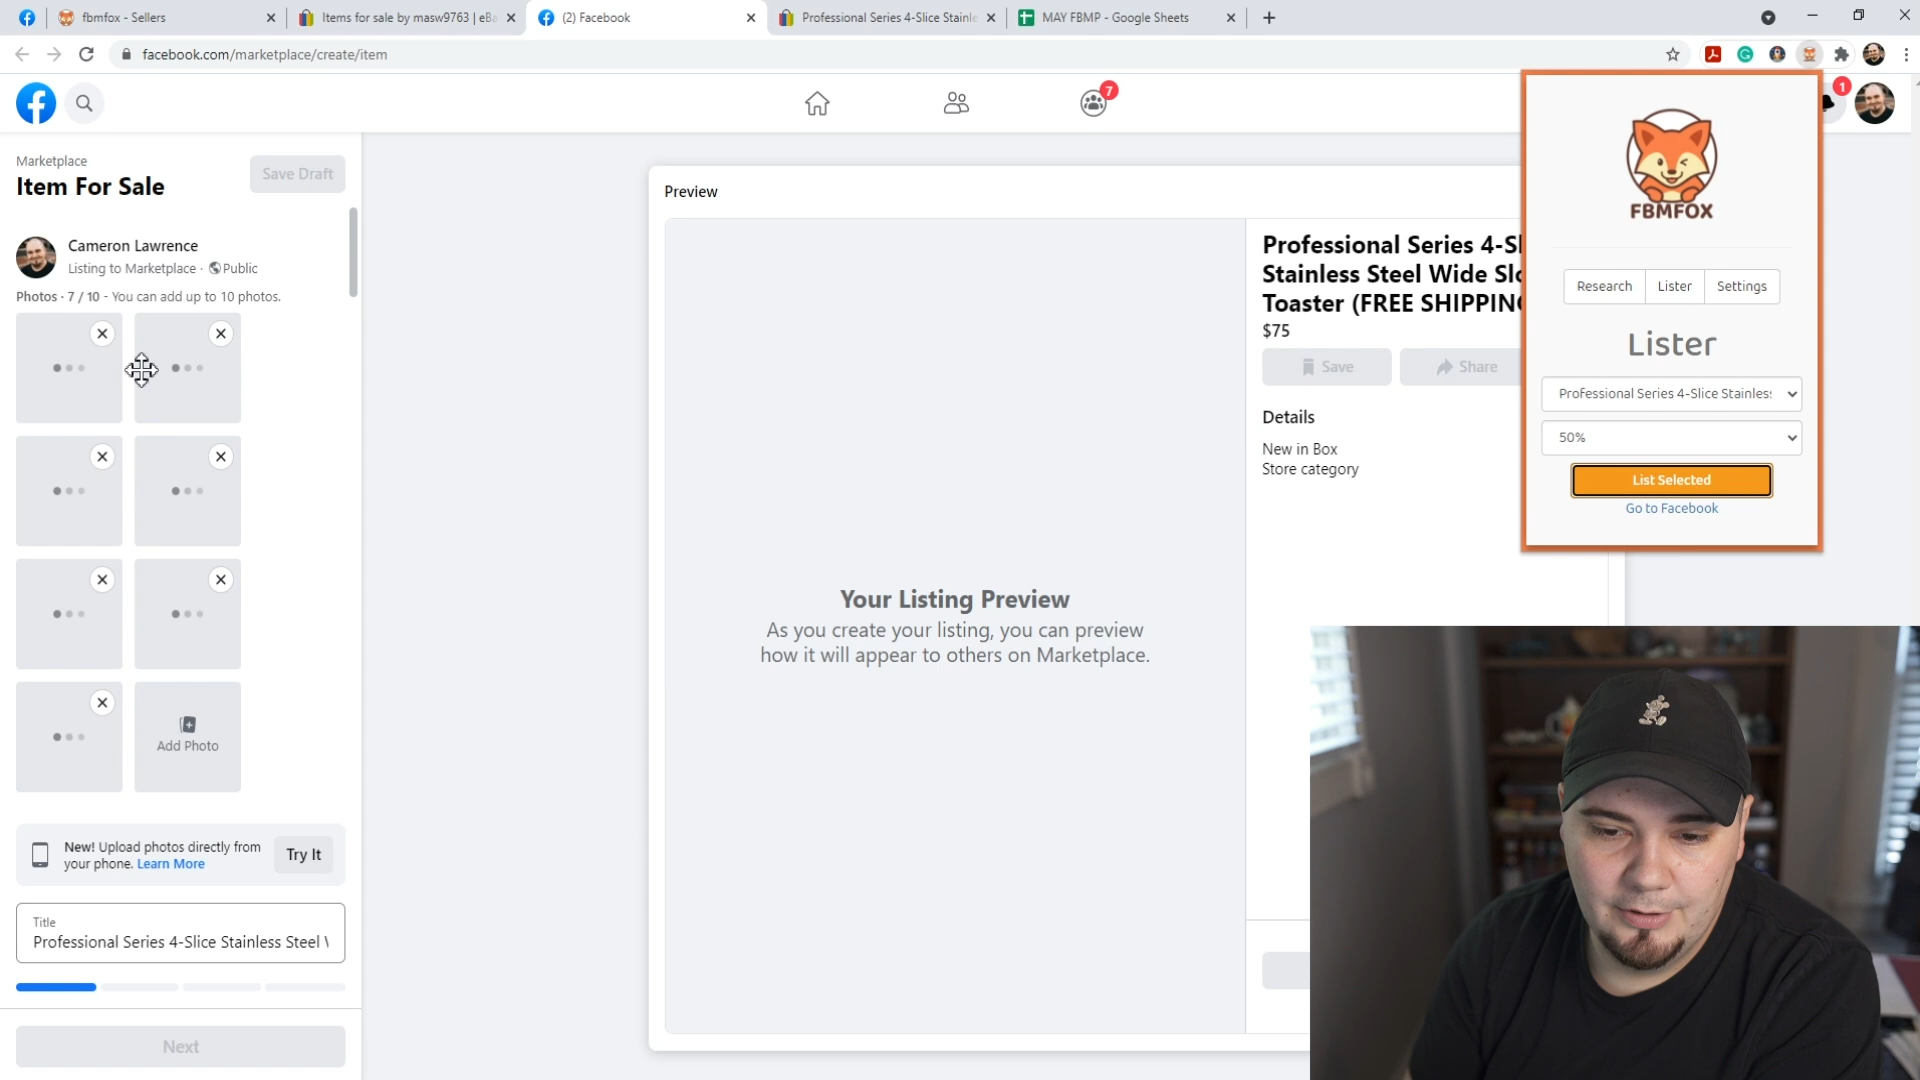 fbmfox - Sellers
Items for sale by masw9763 | eBa
(2) Facebook
Professional Series 4-Slice Stainle
MAY FBMP - Google Sheets
facebook.com/marketplace/create/item
7
1
Marketplace
Item For Sale
Save Draft
Cameron Lawrence
Listing to Marketplace · Public
Photos · 7 / 10 - You can add up to 10 photos.
Add Photo
New! Upload photos directly from
your phone. Learn More
Try It
Title
Professional Series 4-Slice Stainless Steel
Next
Preview
Your Listing Preview
As you create your listing, you can preview
how it will appear to others on Marketplace.
Professional Series 4-Sl
Stainless Steel Wide Slo
Toaster (FREE SHIPPING
$75
Save
Share
Details
New in Box
Store category
FBMFOX
Research
Lister
Settings
Lister
Professional Series 4-Slice Stainles
50%
List Selected
Go to Facebook